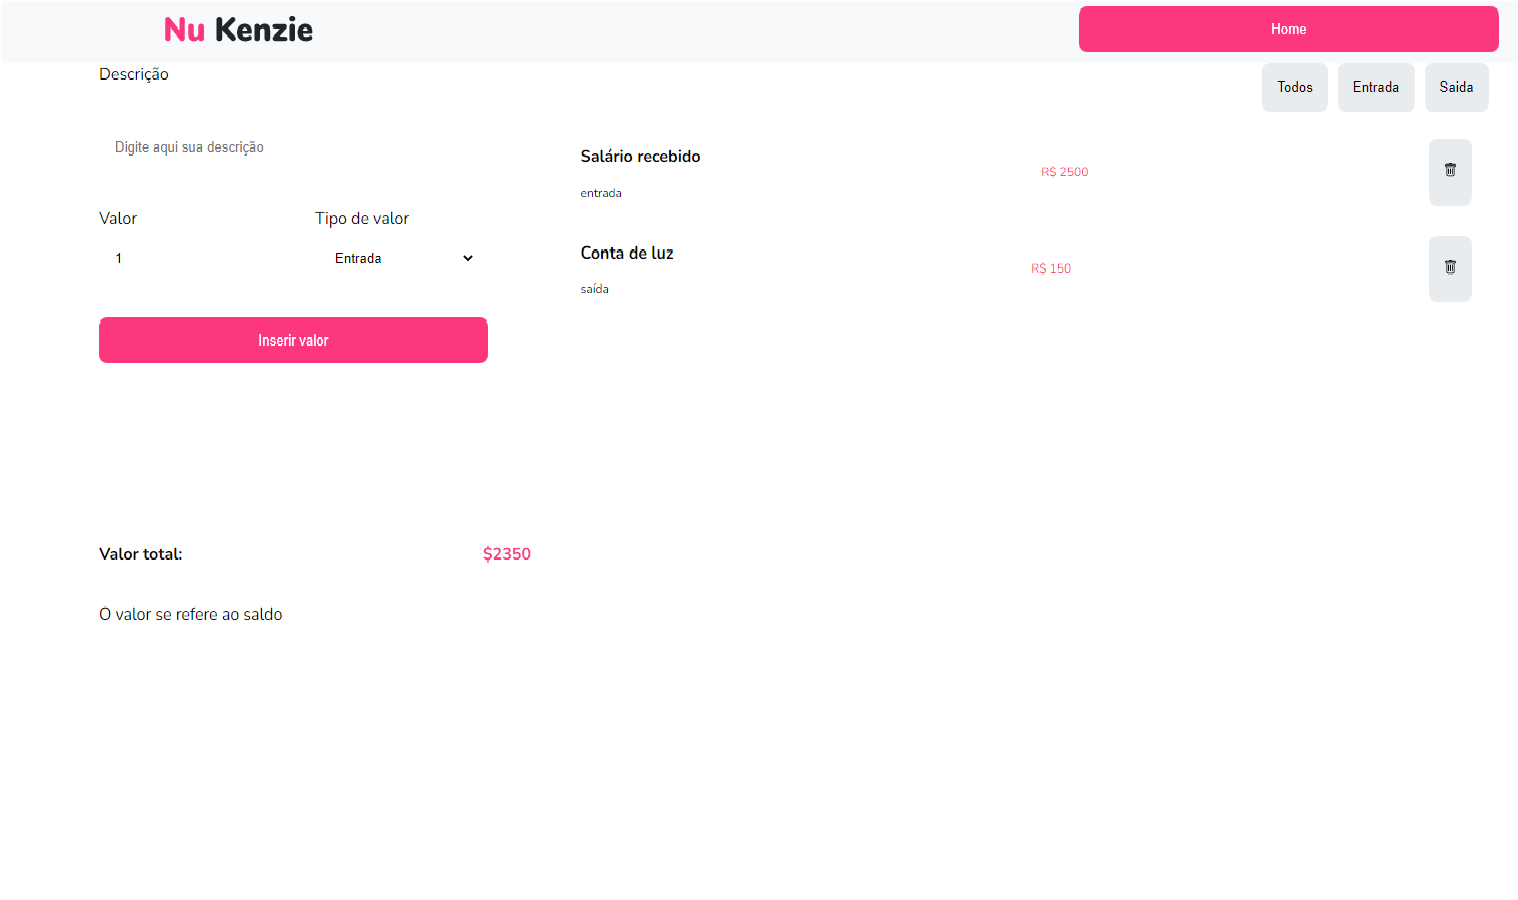 Nu Kenzie
Home
Descrição
Todos
Entrada
Saida
Digite aqui sua descrição
Valor
Tipo de valor
1
Entrada
Inserir valor
Salário recebido
R$ 2500
entrada
Conta de luz
R$ 150
saída
Valor total:
$2350
O valor se refere ao saldo